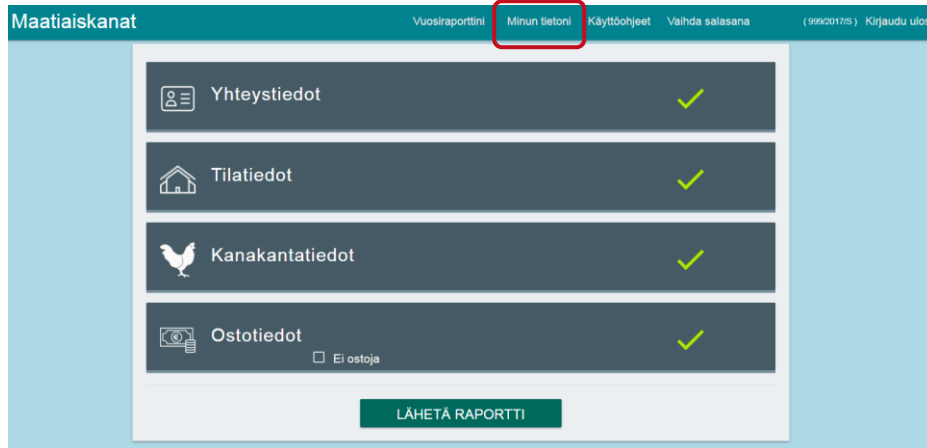 Maatiaiskanat Vuosiraporttini Minun tietoni Käyttöohjeet Vaihda salasana ( 999/2017/S ) Kirjaudu ulos
Yhteystiedot
Tilatiedot
Kanakantatiedot
Ostotiedot
Ei ostoja
LÄHETÄ RAPORTTI